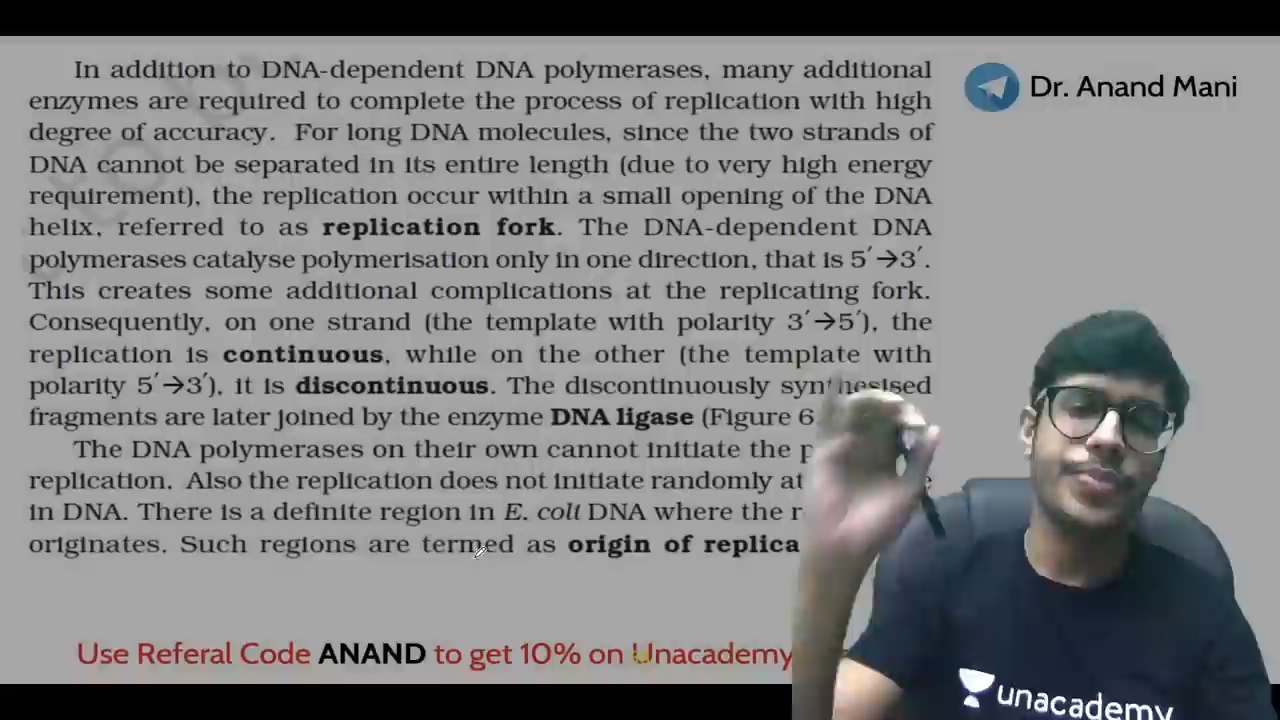 In addition to DNA-dependent DNA polymerases, many additional
enzymes are required to complete the process of replication with high
degree of accuracy. For long DNA molecules, since the two strands of
DNA cannot be separated in its entire length (due to very high energy
requirement), the replication occur within a small opening of the DNA
helix, referred to as replication fork. The DNA-dependent DNA
polymerases catalyse polymerisation only in one direction, that is 5′→3′.
This creates some additional complications at the replicating fork.
Consequently, on one strand (the template with polarity 3′→5′), the
replication is continuous, while on the other (the template with
polarity 5′→3′), it is discontinuous. The discontinuously synthesised
fragments are later joined by the enzyme DNA ligase (Figure 6
The DNA polymerases on their own cannot initiate the
replication. Also the replication does not initiate randomly at
in DNA. There is a definite region in E. coli DNA where the
originates. Such regions are termed as origin of
Dr. Anand Mani
Use Referal Code ANAND to get 10% on Unacademy
unacademy